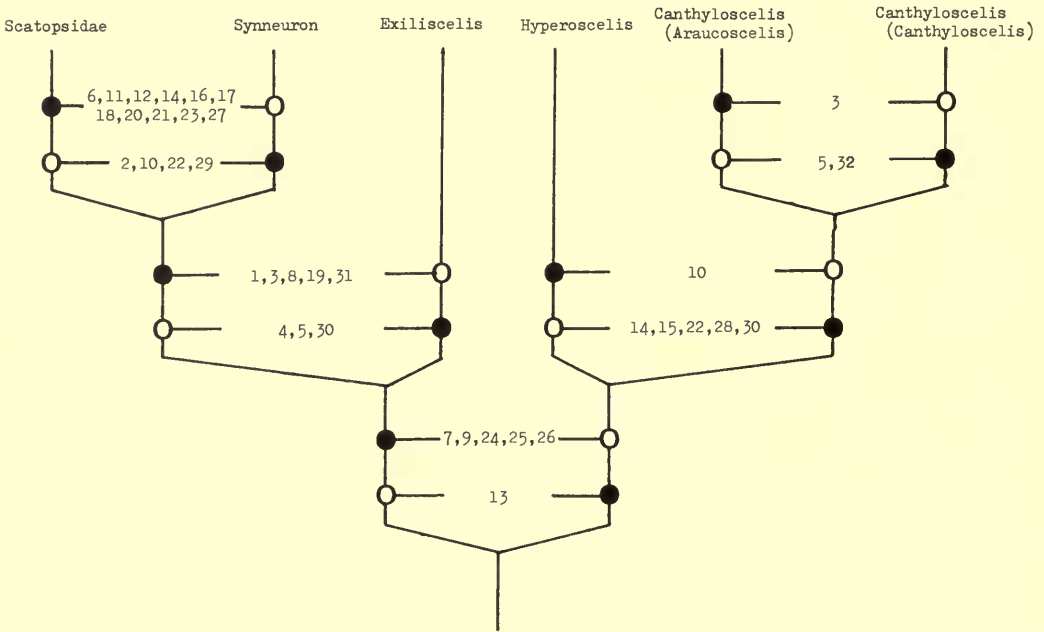 Scatopsidae
Synneuron
Exiliscelis
Hyperoscelis
Canthyloscelis
(Araucoscelis)
Canthyloscelis
(Canthyloscelis)
6,11,12,14,16,17
18,20,21,23,27
3
2,10,22,29
5,32
1,3,8,19,31
10
4,5,30
14,15,22,28,30
7,9,24,25,26
13